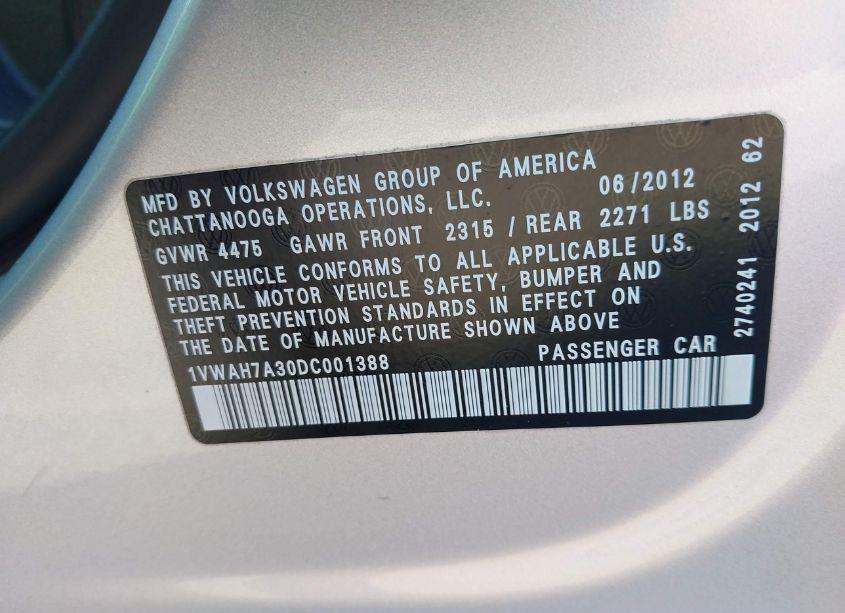 MFD BY VOLKSWAGEN GROUP OF AMERICA
CHATTANOOGA OPERATIONS, LLC. 06/2012
GVWR 4475 GAWR FRONT 2315 / REAR 2271 LBS
THIS VEHICLE CONFORMS TO ALL APPLICABLE U.S.
FEDERAL MOTOR VEHICLE SAFETY, BUMPER AND
THEFT PREVENTION STANDARDS IN EFFECT ON
THE DATE OF MANUFACTURE SHOWN ABOVE
1VWAH7A30DC001388 PASSENGER CAR
2740241 2012 62